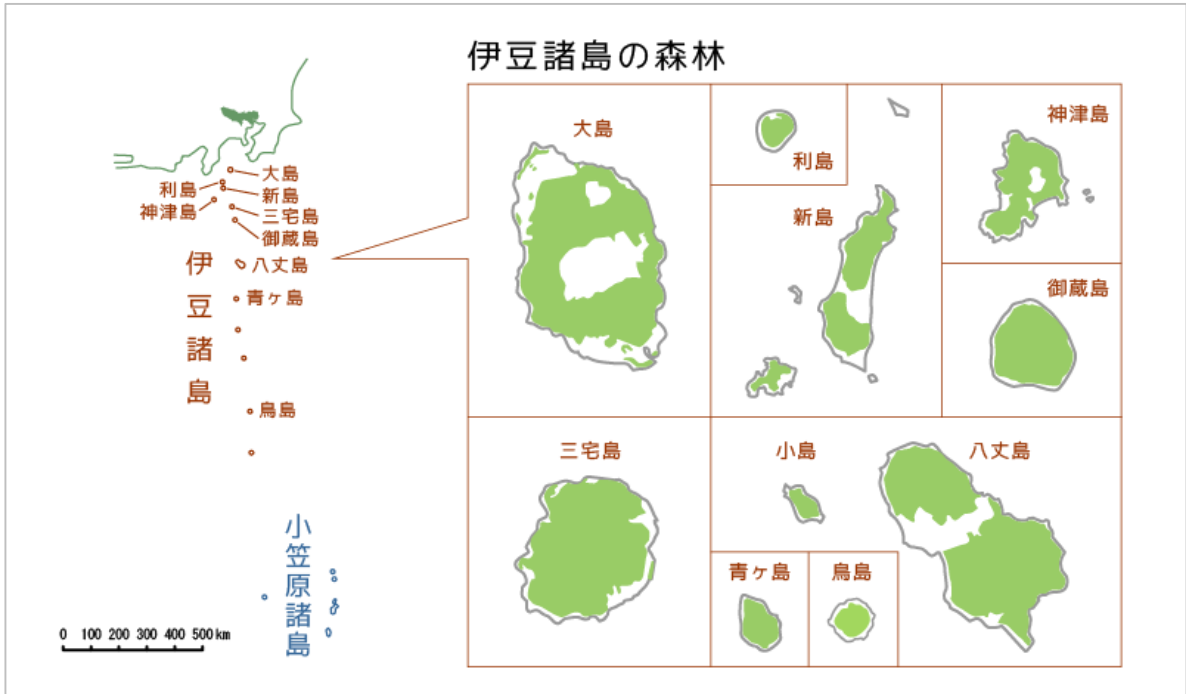 伊豆諸島の森林
大島
利島
新島
神津島
三宅島
御蔵島
八丈島
青ヶ島
鳥島
伊豆諸島
小笠原諸島
0 100 200 300 400 500km
大島
利島
新島
神津島
御蔵島
三宅島
小島
八丈島
青ヶ島
鳥島